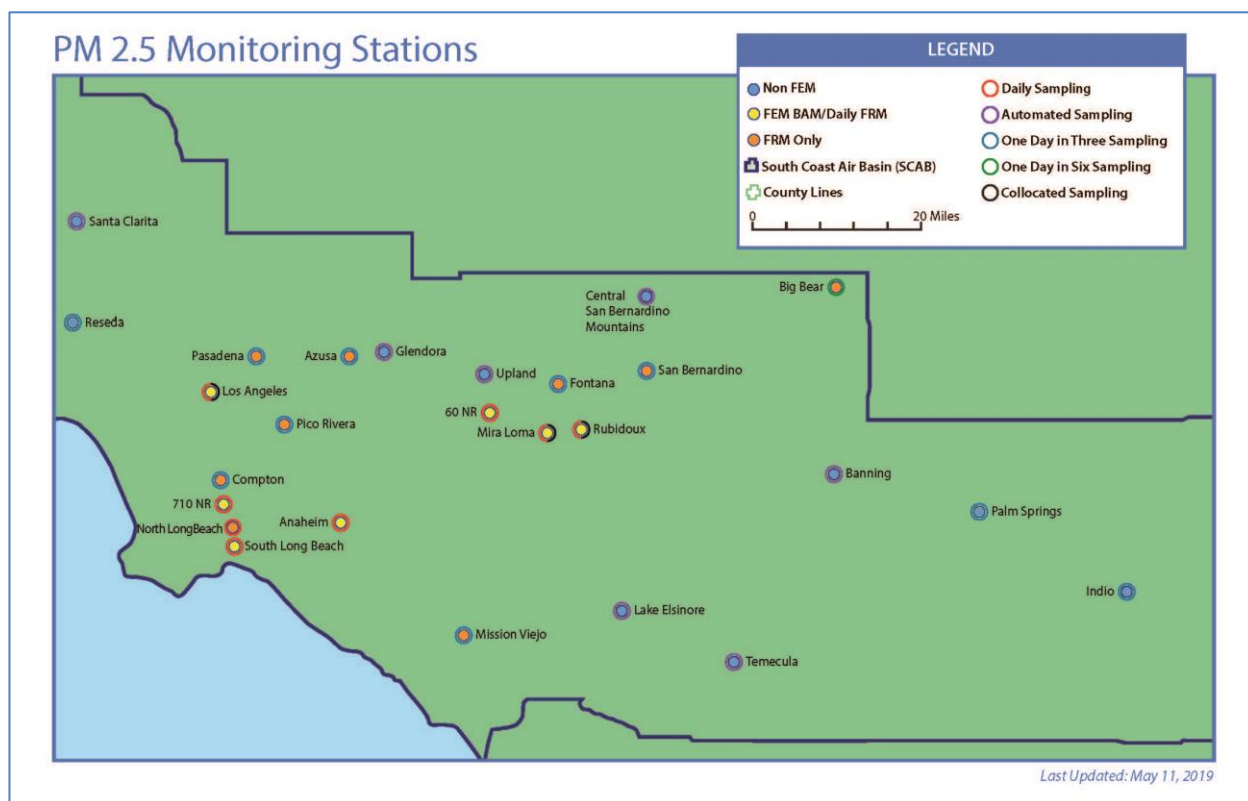 PM 2.5 Monitoring Stations
LEGEND
Non FEM
FEM BAM/Daily FRM
FRM Only
South Coast Air Basin (SCAB)
County Lines
Daily Sampling
Automated Sampling
One Day in Three Sampling
One Day in Six Sampling
Collocated Sampling
0 20 Miles
Santa Clarita
Big Bear
Central
San Bernardino
Mountains
Reseda
Pasadena
Azusa
Glendora
Upland
Fontana
San Bernardino
Los Angeles
60 NR
Pico Rivera
Mira Loma
Rubidoux
Compton
Banning
710 NR
Palm Springs
North LongBeach
Anaheim
South Long Beach
Indio
Lake Elsinore
Mission Viejo
Temecula
Last Updated: May 11, 2019